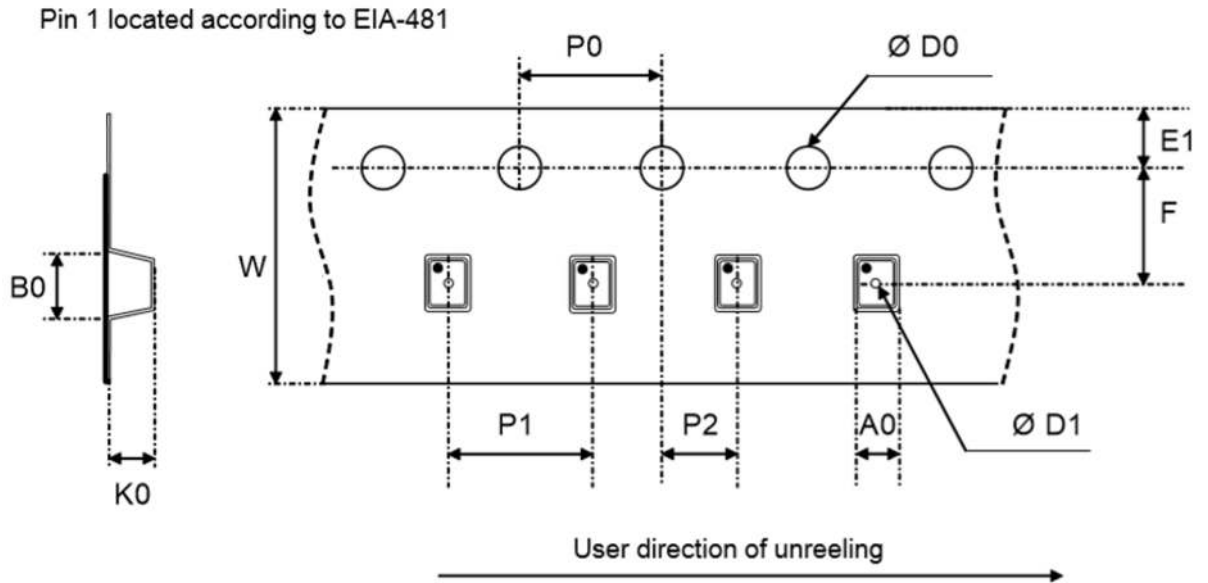 Pin 1 located according to EIA-481
P0
Ø D0
E1
F
W
B0
P1
P2
A0
Ø D1
K0
User direction of unreeling